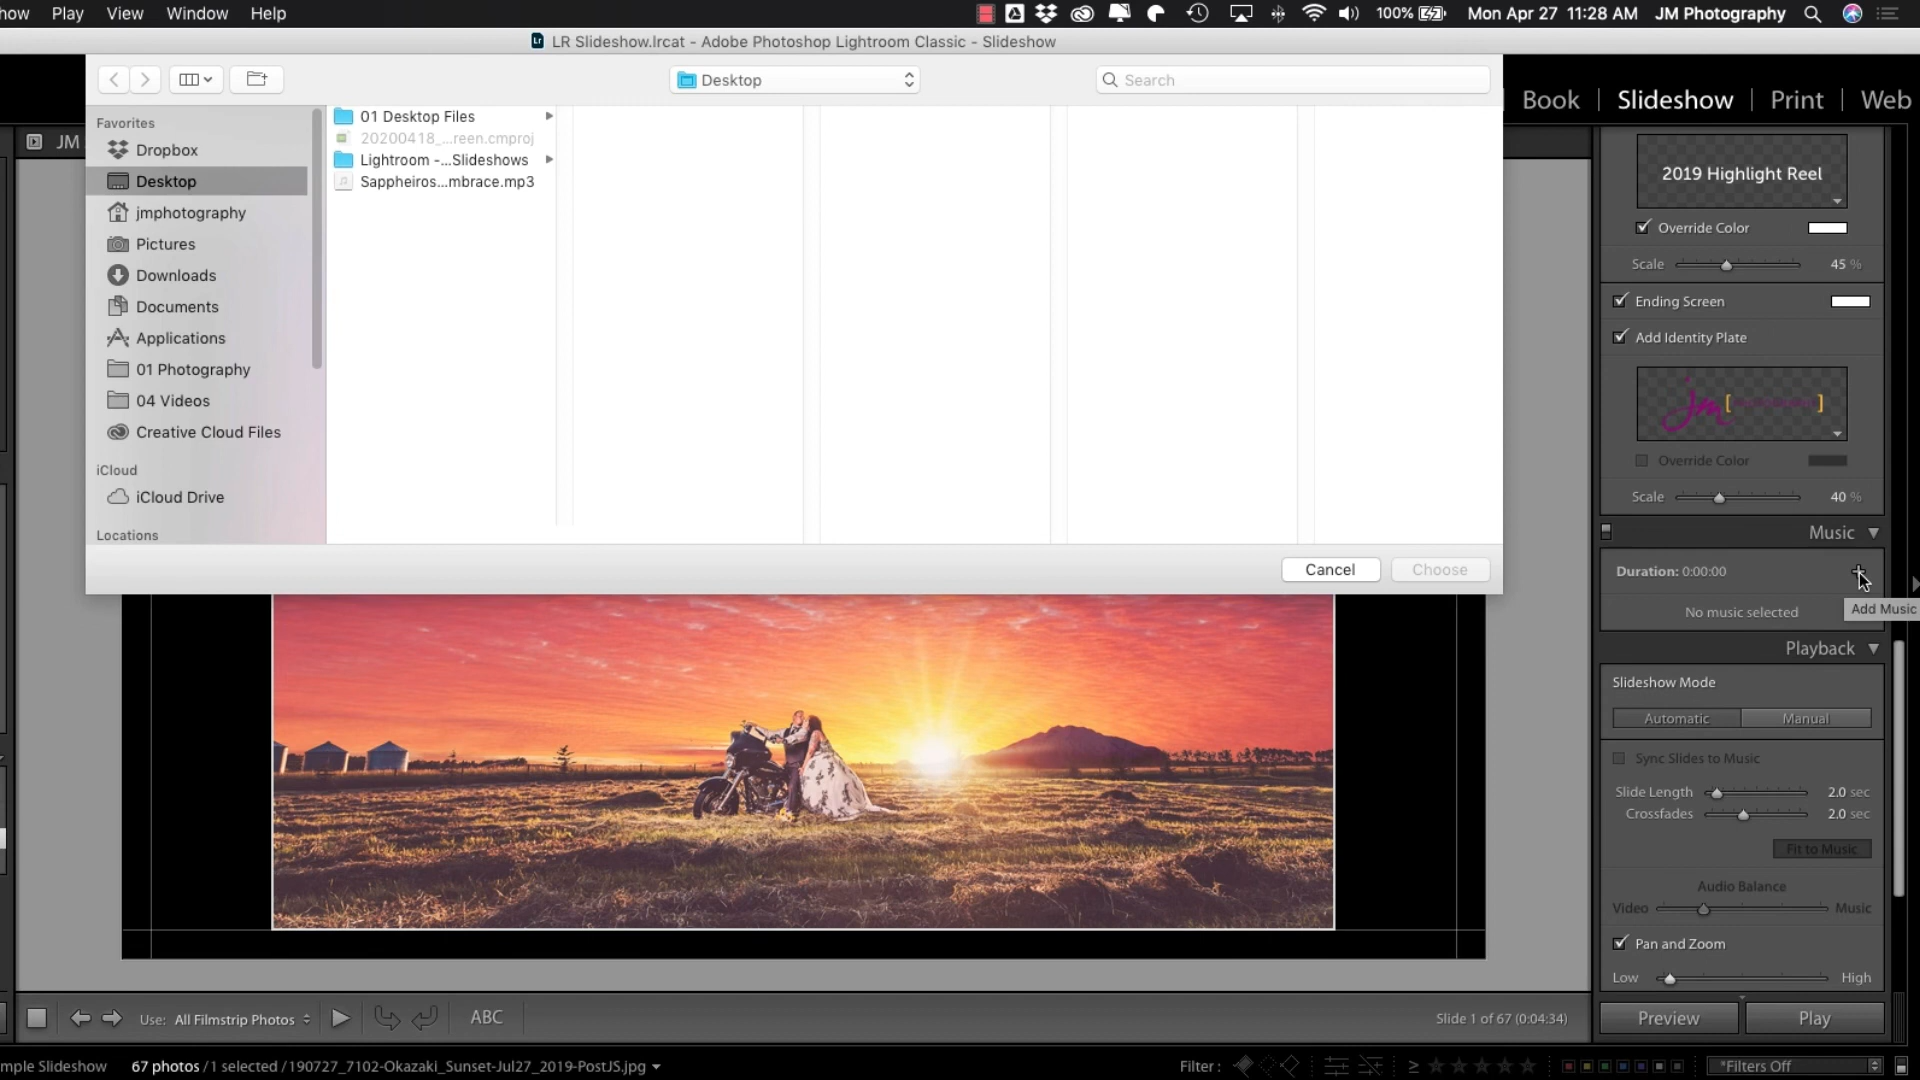 how Play View Window Help 100% Mon Apr 27 11:28 AM JM Photography
LR Slideshow.lrcat - Adobe Photoshop Lightroom Classic - Slideshow
Desktop Search
Book Slideshow Print Web
JM
Favorites
Dropbox
Desktop
jmphotography
Pictures
Downloads
Documents
Applications
01 Photography
04 Videos
Creative Cloud Files
iCloud
iCloud Drive
Locations
01 Desktop Files
20200418_...reen.cmproj
Lightroom -...Slideshows
Sappheiros...mbrace.mp3
Cancel Choose
2019 Highlight Reel
Override Color
Scale 45 %
Ending Screen
Add Identity Plate
jm [ ]
Override Color
Scale 40 %
Music
Duration: 0:00:00
Add Music
No music selected
Playback
Slideshow Mode
Automatic Manual
Sync Slides to Music
Slide Length 2.0 sec
Crossfades 2.0 sec
Fit to Music
Audio Balance
Video Music
Pan and Zoom
Low High
Preview Play
Use: All Filmstrip Photos ABC Slide 1 of 67 (0:04:34)
mple Slideshow 67 photos / 1 selected / 190727_7102-Okazaki_Sunset-Jul27_2019-PostJS.jpg Filter : ≥ *Filters Off